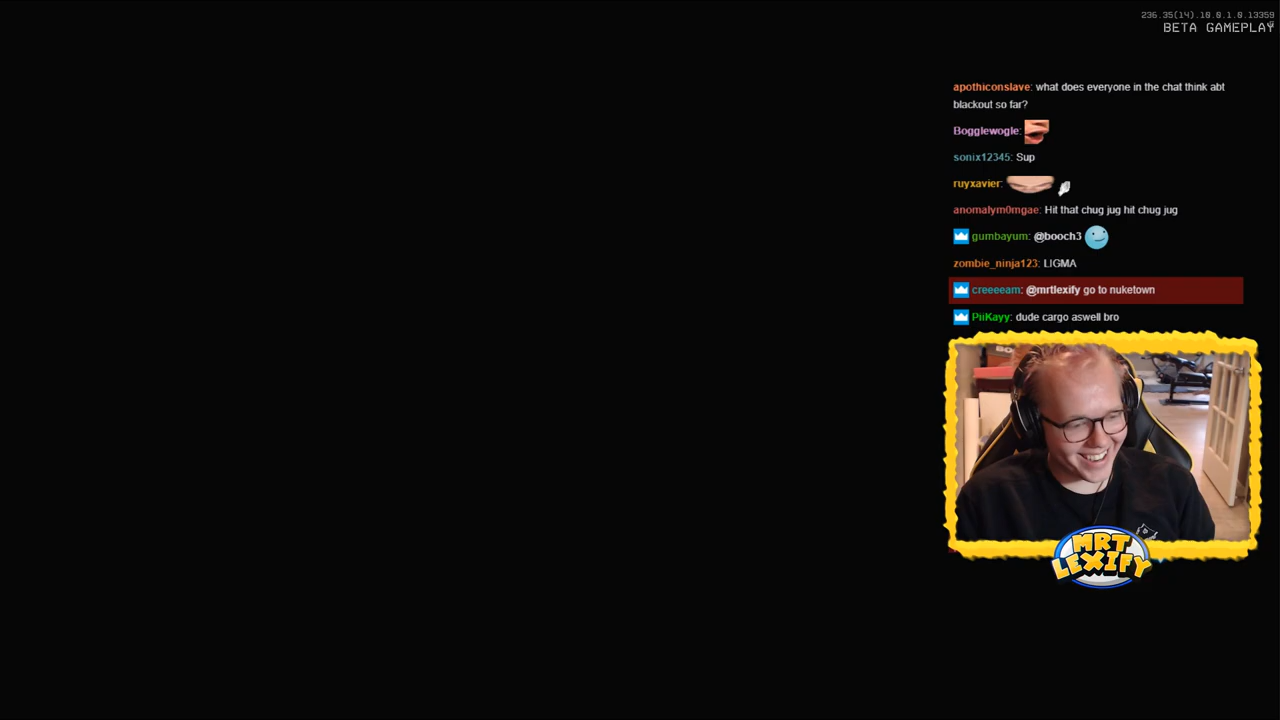 236.35(14).10.0.1.0.13359
BETA GAMEPLAY
apothiconslave: what does everyone in the chat think abt
blackout so far?
Bogglewogle:
sonix12345: Sup
ruyxavier:
anomalym0mgae: Hit that chug jug hit chug jug
gumbayum: @booch3
zombie_ninja123: LIGMA
creeeeam: @mrtlexify go to nuketown
PiiKayy: dude cargo aswell bro
MRT
LEXIFY